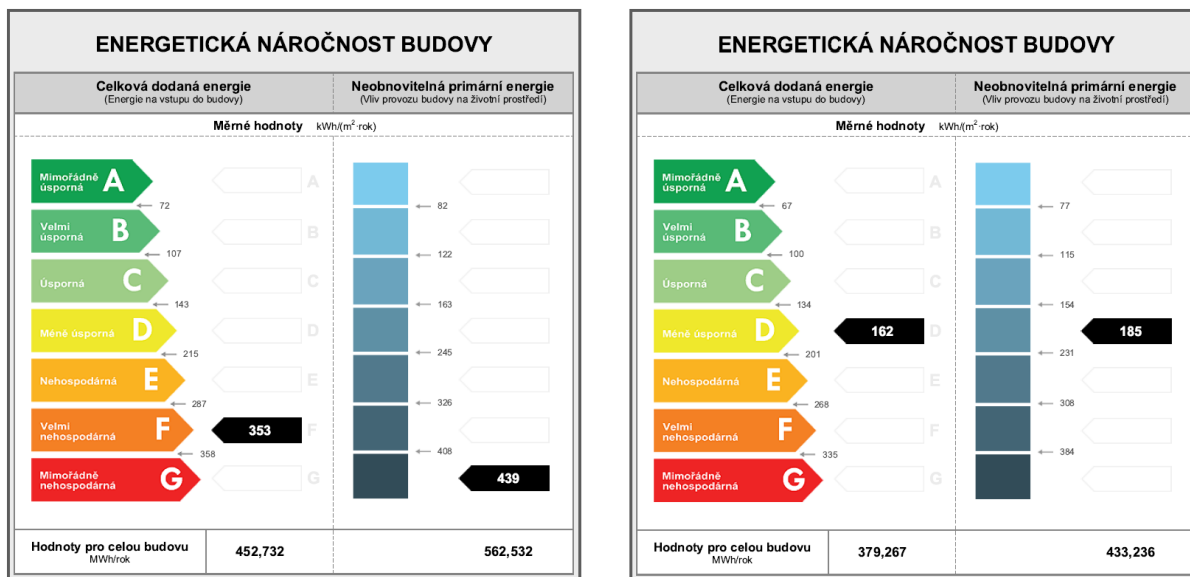 ENERGETICKÁ NÁROČNOST BUDOVY
Celková dodaná energie
(Energie na vstupu do budovy)
Neobnovitelná primární energie
(Vliv provozu budovy na životní prostředí)
Měrné hodnoty kWh/(m²·rok)
Mimořádně úsporná A
A
72
82
Velmi úsporná B
B
107
122
Úsporná C
C
143
163
Méně úsporná D
D
215
245
Nehospodárná E
E
287
326
Velmi nehospodárná F
353
F
358
408
Mimořádně nehospodárná G
G
439
Hodnoty pro celou budovu
MWh/rok
452,732
562,532
ENERGETICKÁ NÁROČNOST BUDOVY
Celková dodaná energie
(Energie na vstupu do budovy)
Neobnovitelná primární energie
(Vliv provozu budovy na životní prostředí)
Měrné hodnoty kWh/(m²·rok)
Mimořádně úsporná A
A
67
77
Velmi úsporná B
B
100
115
Úsporná C
C
134
154
Méně úsporná D
162
D
185
201
231
Nehospodárná E
E
268
308
Velmi nehospodárná F
F
335
384
Mimořádně nehospodárná G
G
Hodnoty pro celou budovu
MWh/rok
379,267
433,236